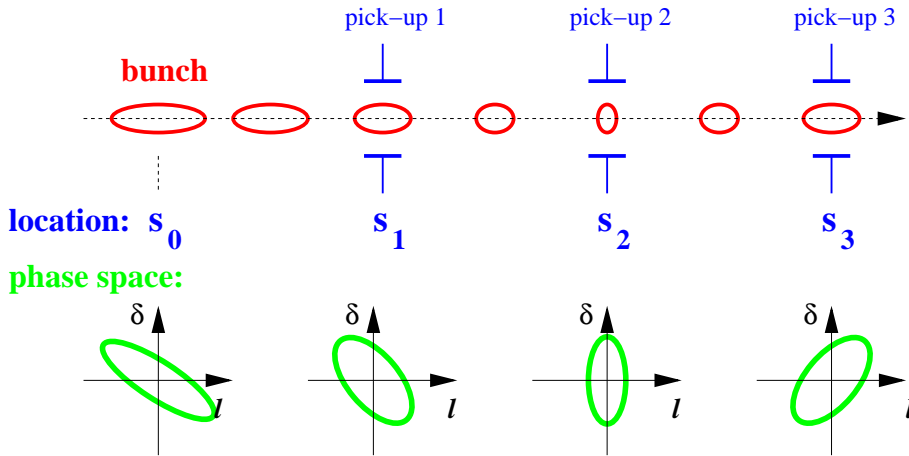 pick−up 1 pick−up 2 pick−up 3
bunch
location: s0 s1 s2 s3
phase space:
δ δ δ δ
l l l l